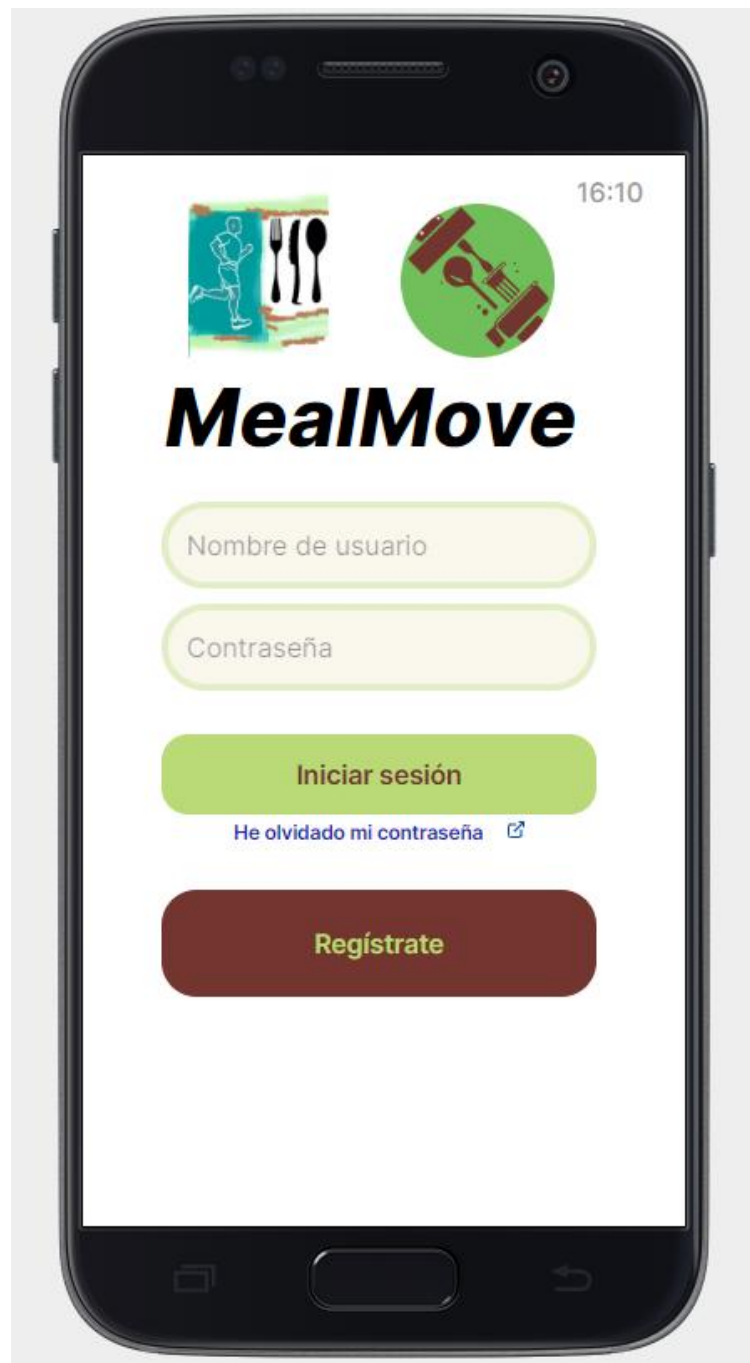 16:10
MealMove
Nombre de usuario
Contraseña
Iniciar sesión
He olvidado mi contraseña
Regístrate